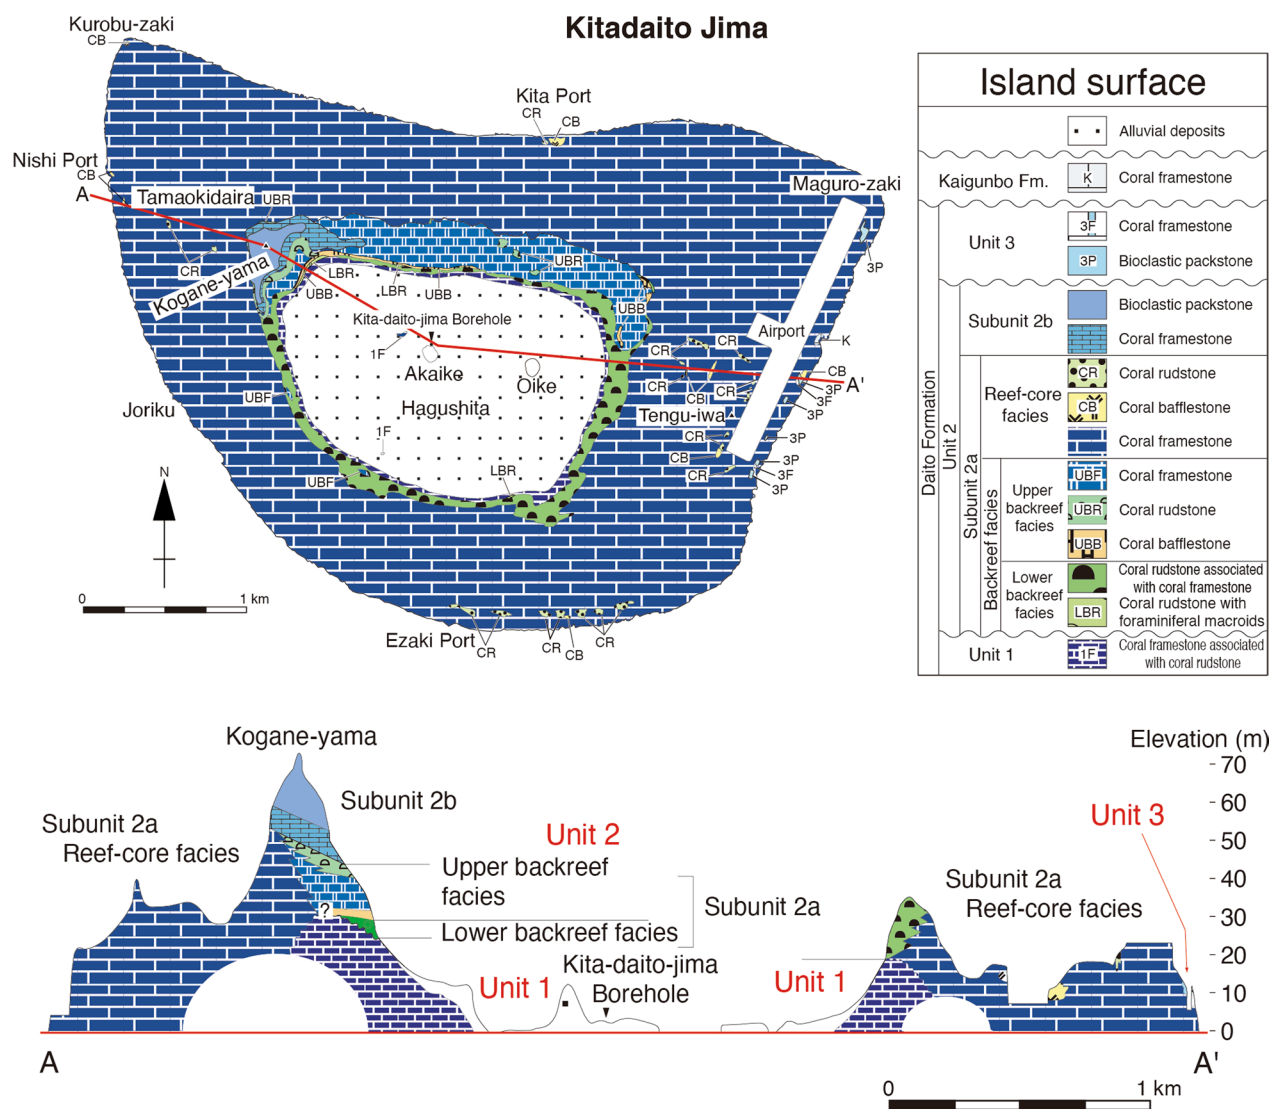 Kitadaito Jima
Kurobu-zaki
CB
Kita Port
CR
CB
Nishi Port
CB
A
Tamaokidaira
UBR
Maguro-zaki
CR
Kogane-yama
LBR
UBB
LBR
UBB
UBR
UBB
3P
Kita-daito-jima Borehole
1F
Akaike
Oike
Hagushita
Airport
K
CR
CR
CR
CB
CR
CB
3P
A'
3F
3P
Joriku
UBF
1F
Tengu-iwa
CR
3P
CB
3P
CR
3F
3P
UBF
LBR
N
0
1 km
Ezaki Port
CR
CR
CB
CR
Island surface
Alluvial deposits
Kaigunbo Fm.
K
Coral framestone
Unit 3
3F
Coral framestone
3P
Bioclastic packstone
Daito Formation
Unit 2
Subunit 2b
Bioclastic packstone
Coral framestone
Subunit 2a
Reef-core
facies
CR
Coral rudstone
CB
Coral bafflestone
Coral framestone
Backreef facies
Upper
backreef
facies
UBF
Coral framestone
UBR
Coral rudstone
UBB
Coral bafflestone
Lower
backreef
facies
Coral rudstone associated
with coral framestone
LBR
Coral rudstone with
foraminiferal macroids
Unit 1
1F
Coral framestone associated
with coral rudstone
Kogane-yama
Elevation (m)
70
60
50
40
30
20
10
0
Subunit 2b
Subunit 2a
Reef-core facies
Unit 2
Upper backreef
facies
Subunit 2a
Lower backreef facies
?
Unit 1
Kita-daito-jima
Borehole
Unit 1
Subunit 2a
Reef-core facies
Unit 3
A
A'
0
1 km